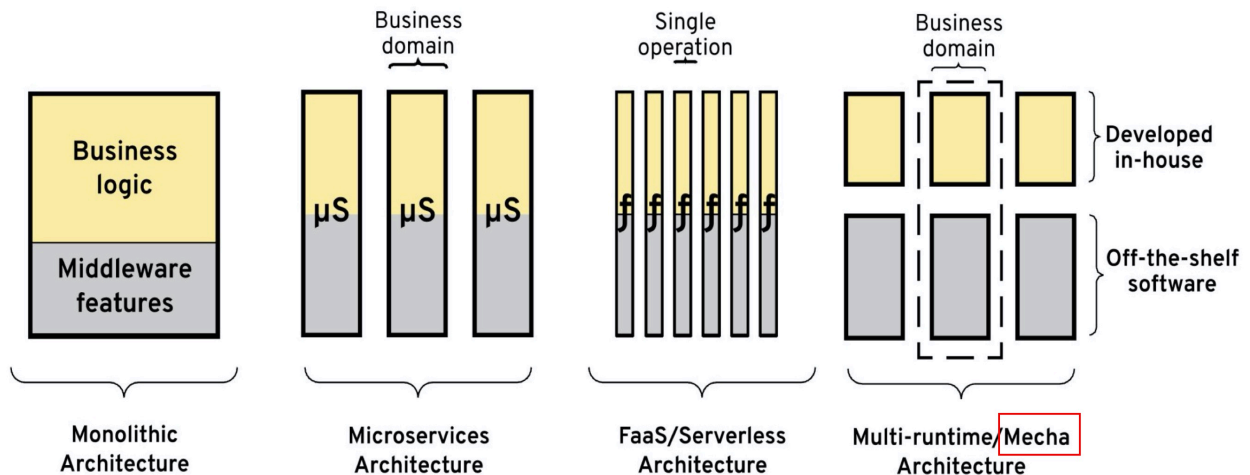 Business
domain
Single
operation
Business
domain
Business
logic
Middleware
features
µS
µS
µS
f
f
f
f
f
f
Developed
in-house
Off-the-shelf
software
Monolithic
Architecture
Microservices
Architecture
FaaS/Serverless
Architecture
Multi-runtime/Mecha
Architecture